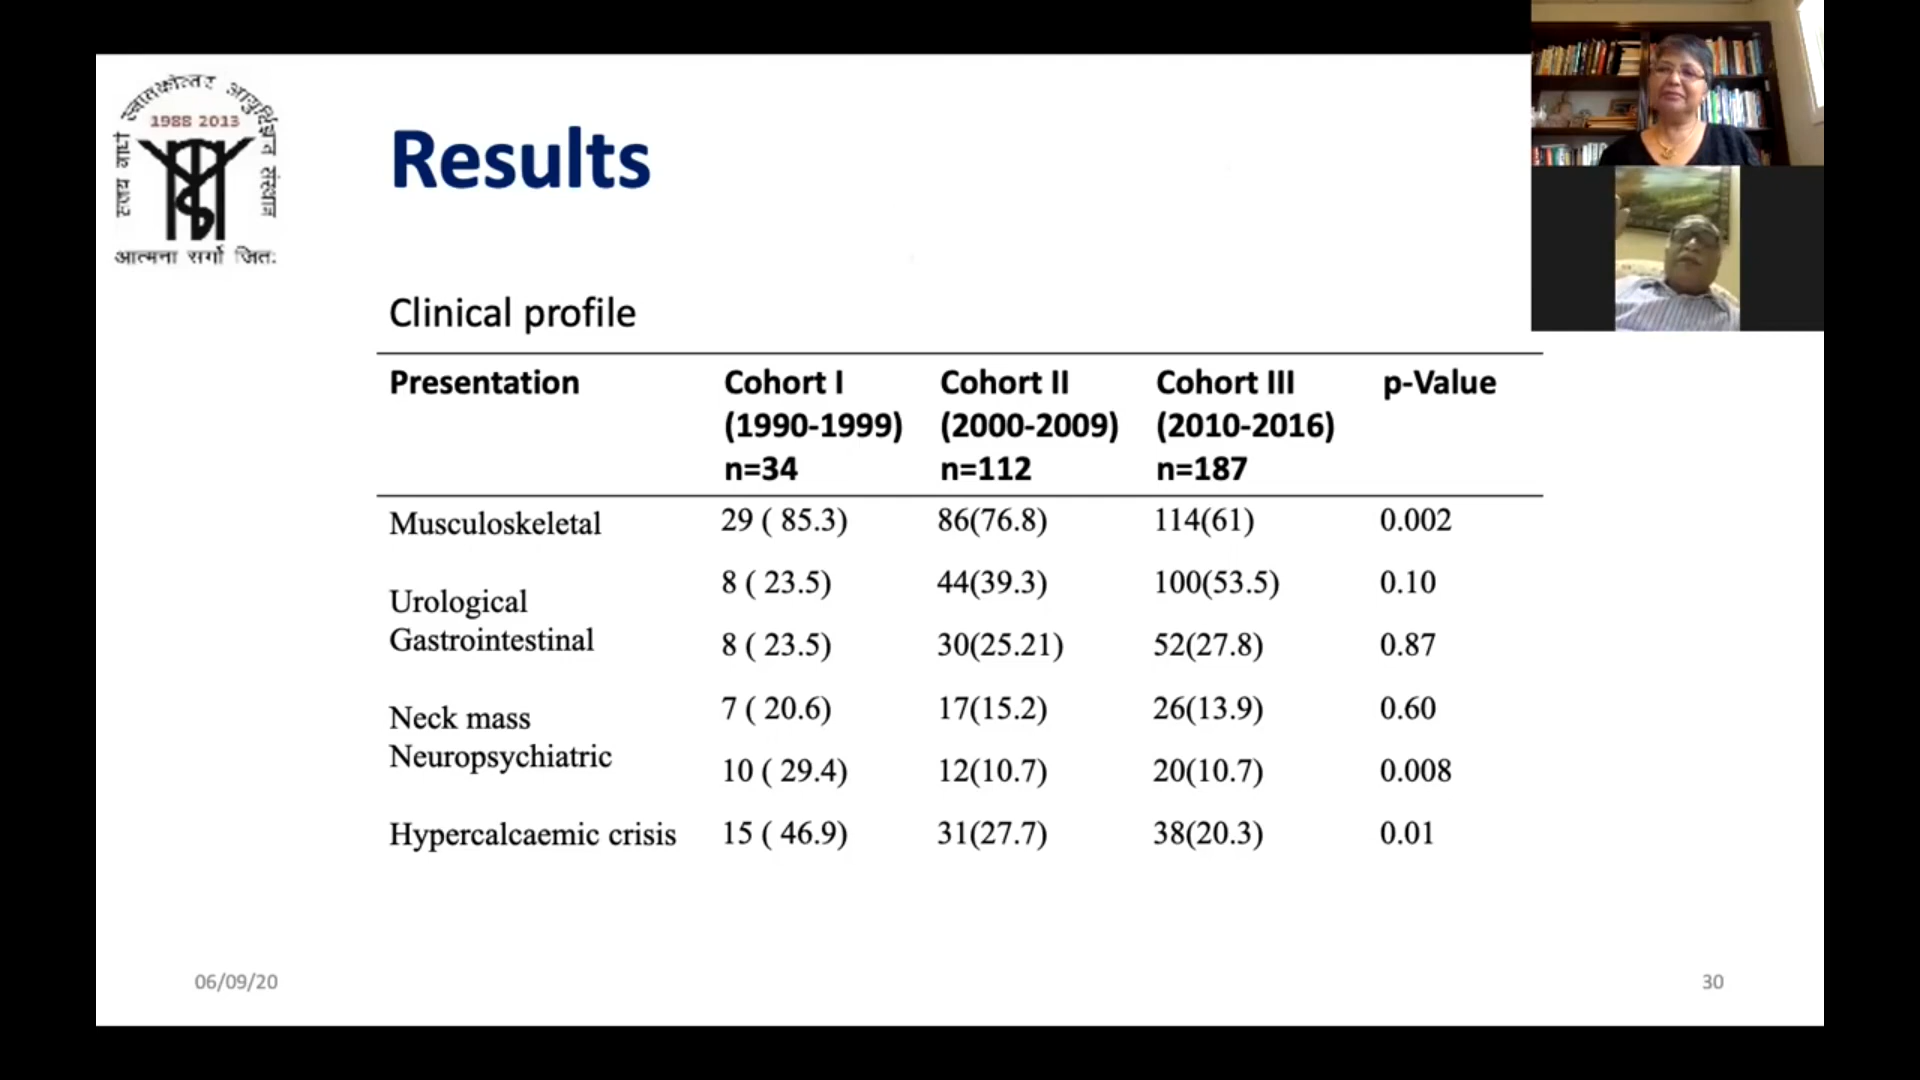 संजय गांधी स्नातकोत्तर आयुर्विज्ञान संस्थान
1988 2013
आत्मना सर्गो जितः
Results
Clinical profile
Presentation Cohort I (1990-1999) n=34 Cohort II (2000-2009) n=112 Cohort III (2010-2016) n=187 p-Value
Musculoskeletal 29 ( 85.3) 86(76.8) 114(61) 0.002
Urological 8 ( 23.5) 44(39.3) 100(53.5) 0.10
Gastrointestinal 8 ( 23.5) 30(25.21) 52(27.8) 0.87
Neck mass 7 ( 20.6) 17(15.2) 26(13.9) 0.60
Neuropsychiatric 10 ( 29.4) 12(10.7) 20(10.7) 0.008
Hypercalcaemic crisis 15 ( 46.9) 31(27.7) 38(20.3) 0.01
06/09/20 30